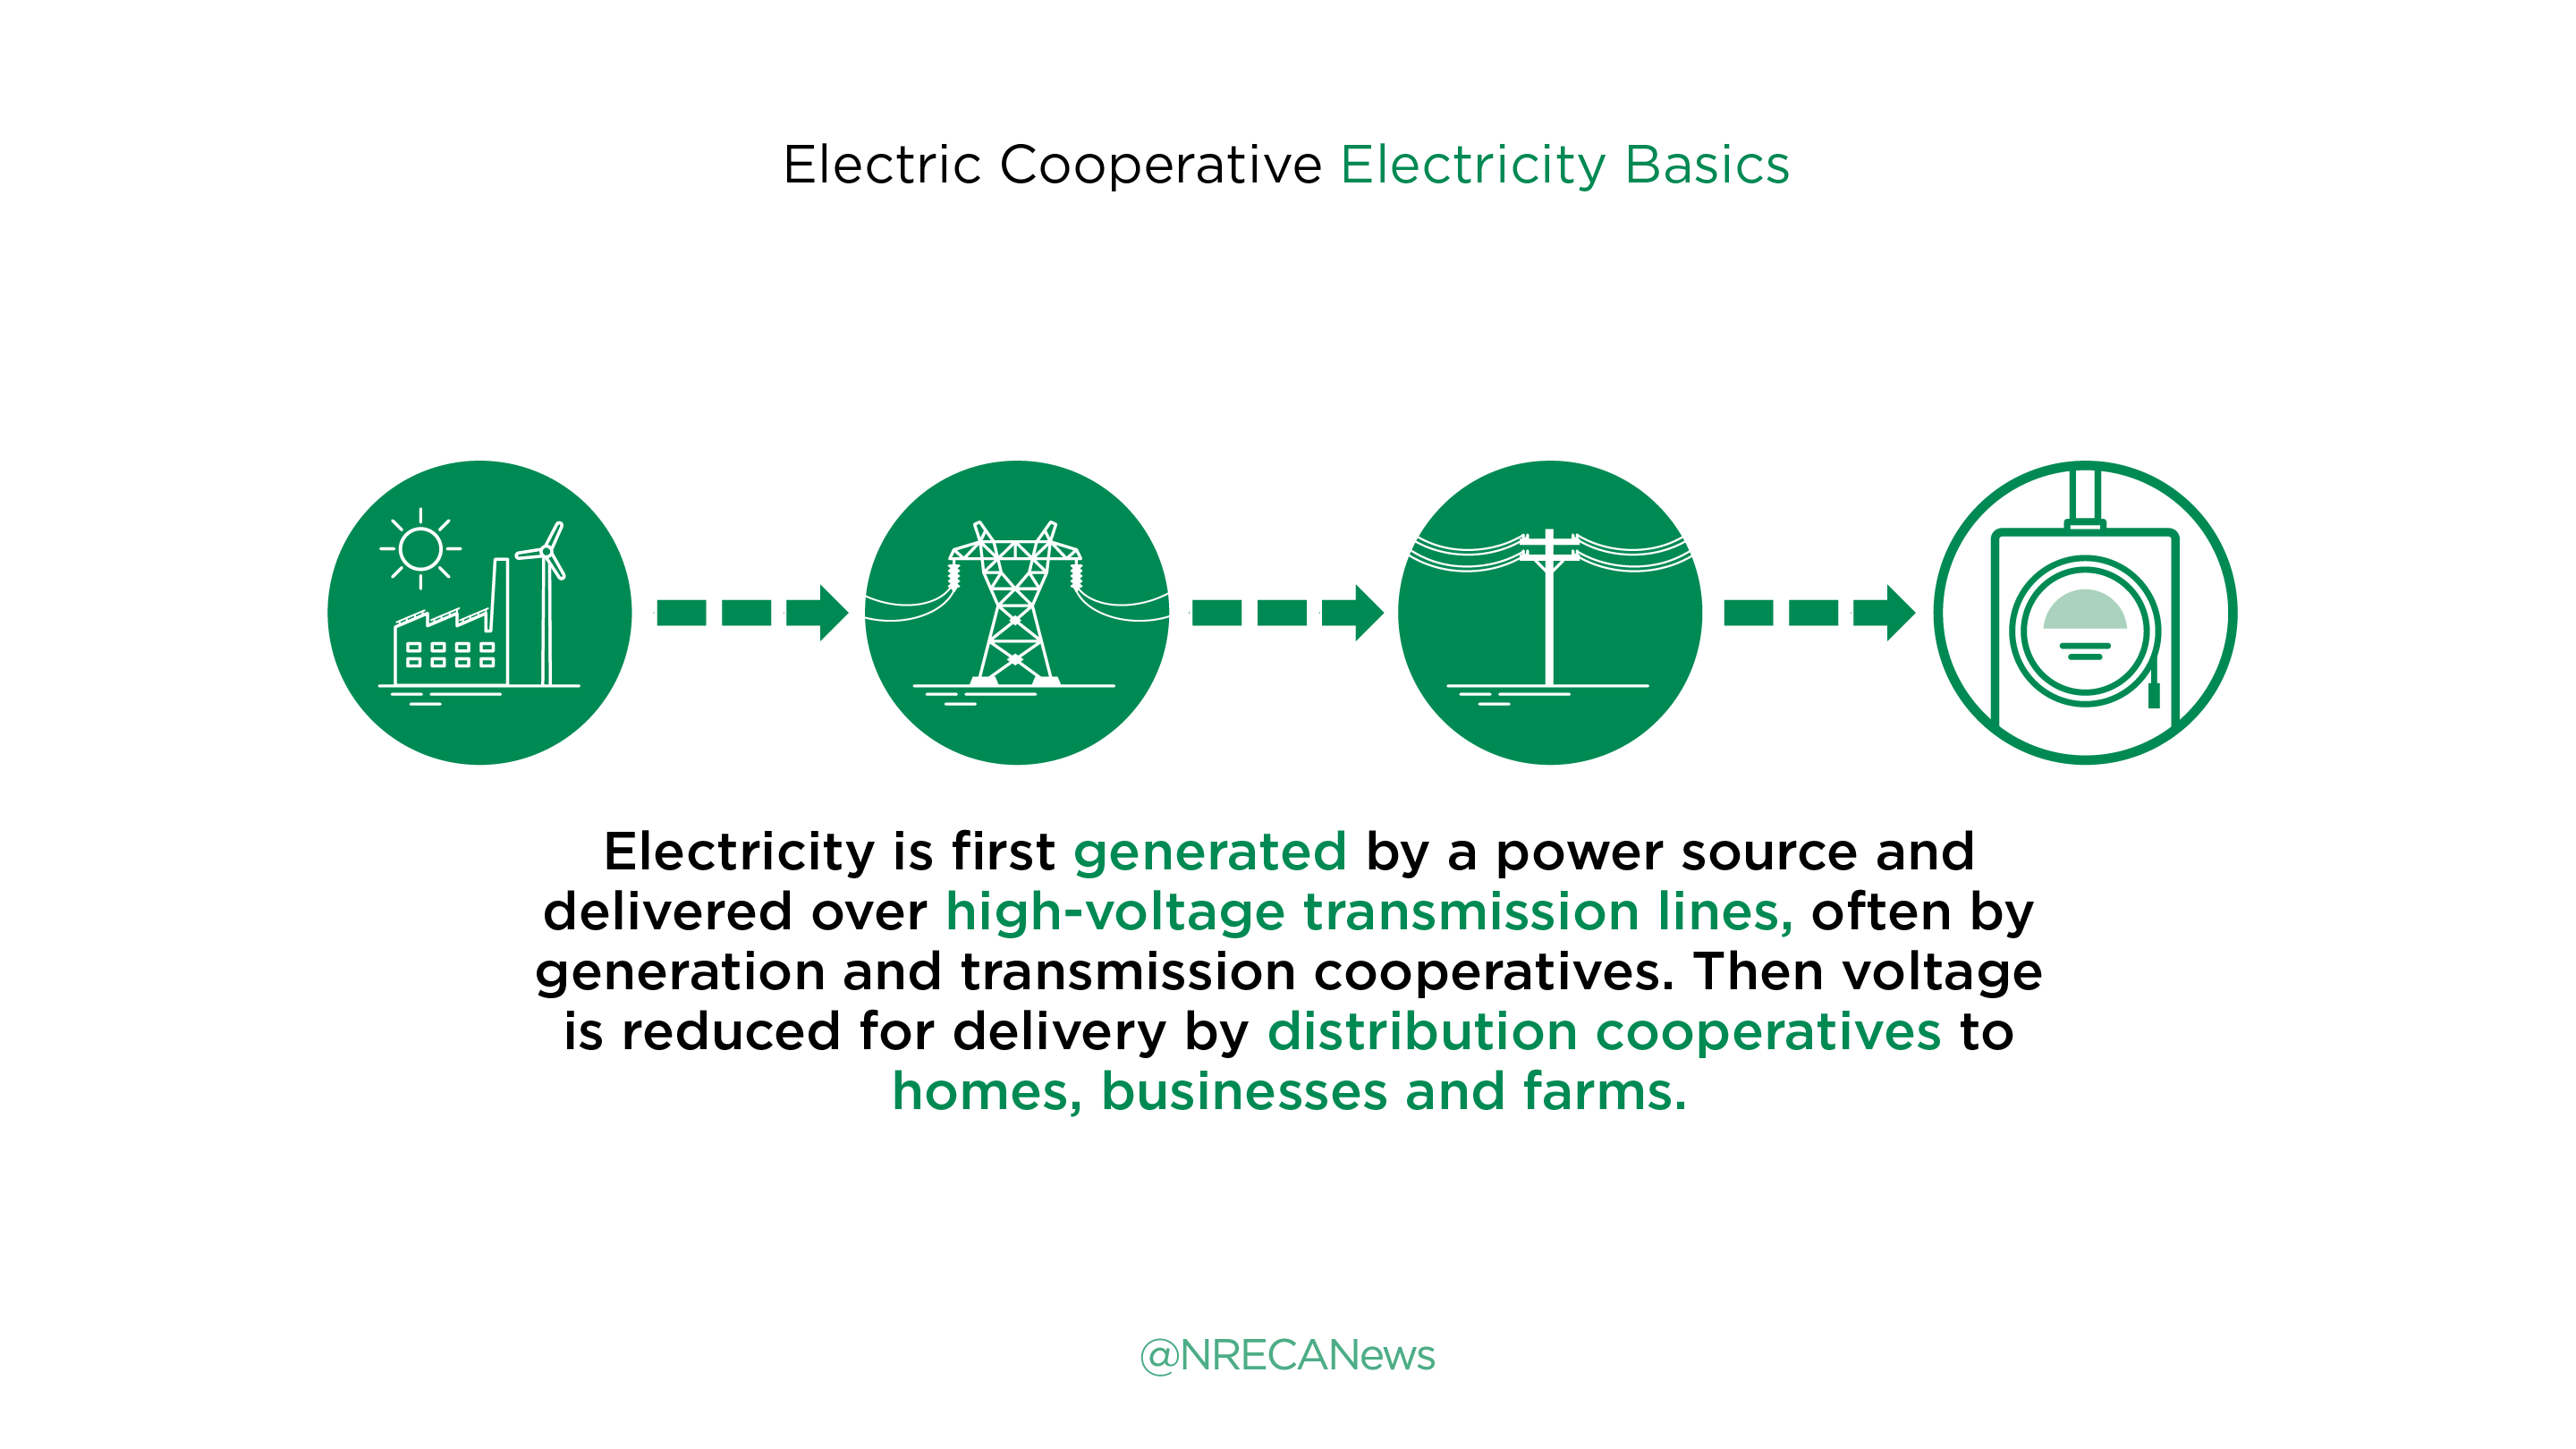 Electric Cooperative Electricity Basics
Electricity is first generated by a power source and
delivered over high-voltage transmission lines, often by
generation and transmission cooperatives. Then voltage
is reduced for delivery by distribution cooperatives to
homes, businesses and farms.
@NRECANews